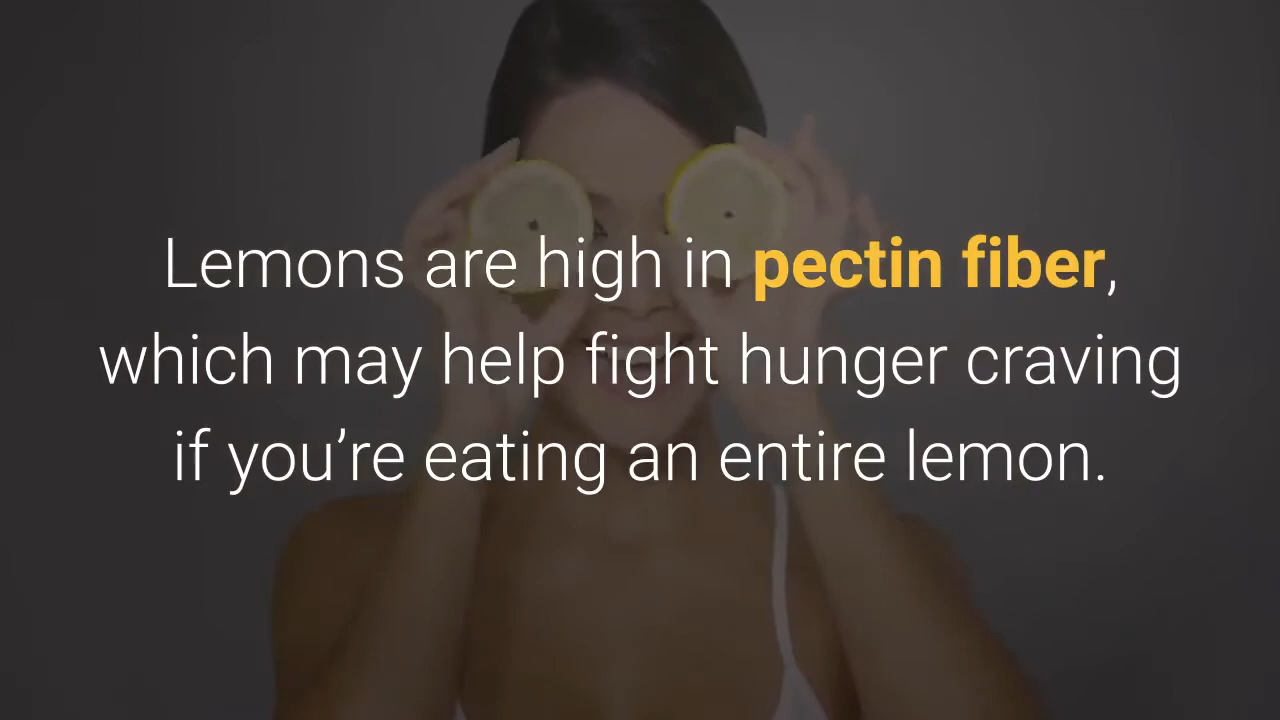 Lemons are high in pectin fiber,
which may help fight hunger craving
if you’re eating an entire lemon.